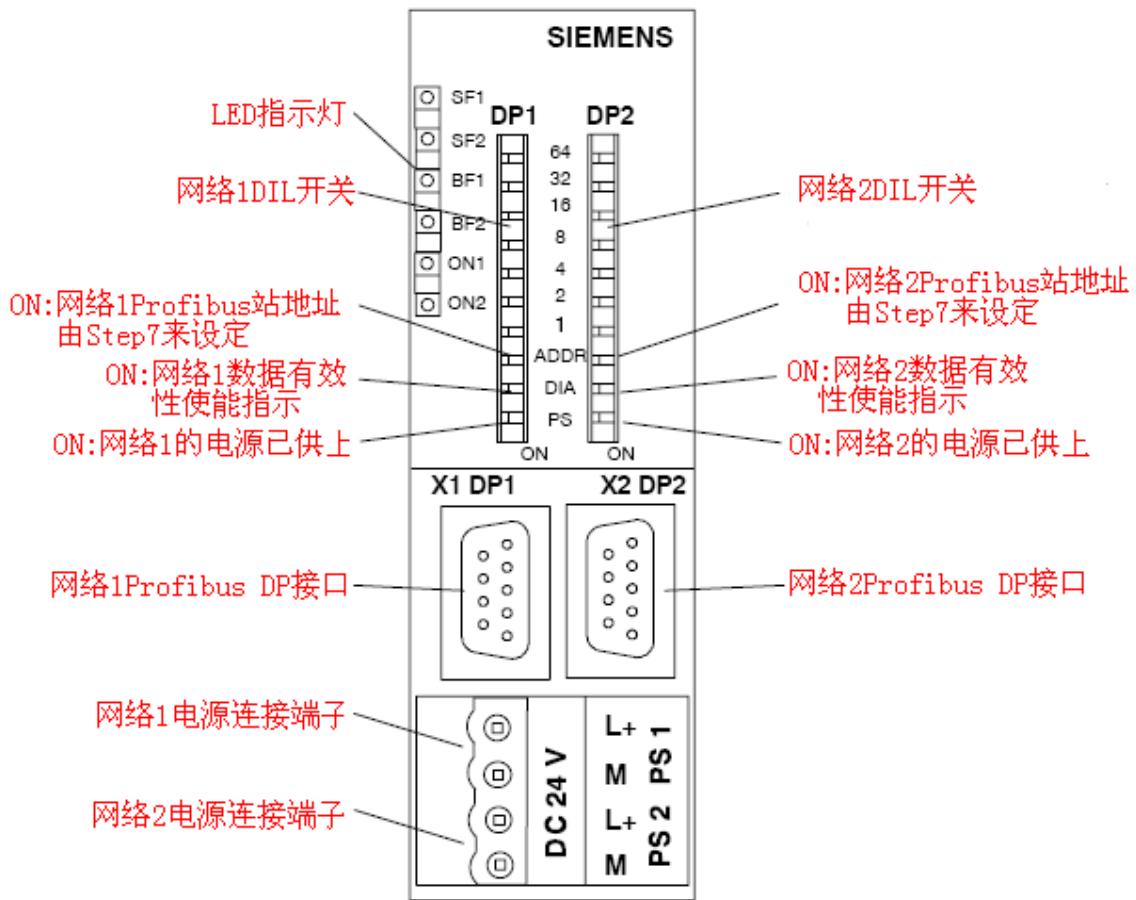 SIEMENS
SF1
SF2
BF1
BF2
ON1
ON2
DP1
DP2
64
32
16
8
4
2
1
ADDR
DIA
PS
ON
ON
LED指示灯
网络1DIL开关
ON:网络1Profibus站地址
由Step7来设定
ON:网络1数据有效
性使能指示
ON:网络1的电源已供上
网络2DIL开关
ON:网络2Profibus站地址
由Step7来设定
ON:网络2数据有效
性使能指示
ON:网络2的电源已供上
X1 DP1
X2 DP2
网络1Profibus DP接口
网络2Profibus DP接口
网络1电源连接端子
网络2电源连接端子
DC 24 V
L+
M
L+
M
PS 1
PS 2